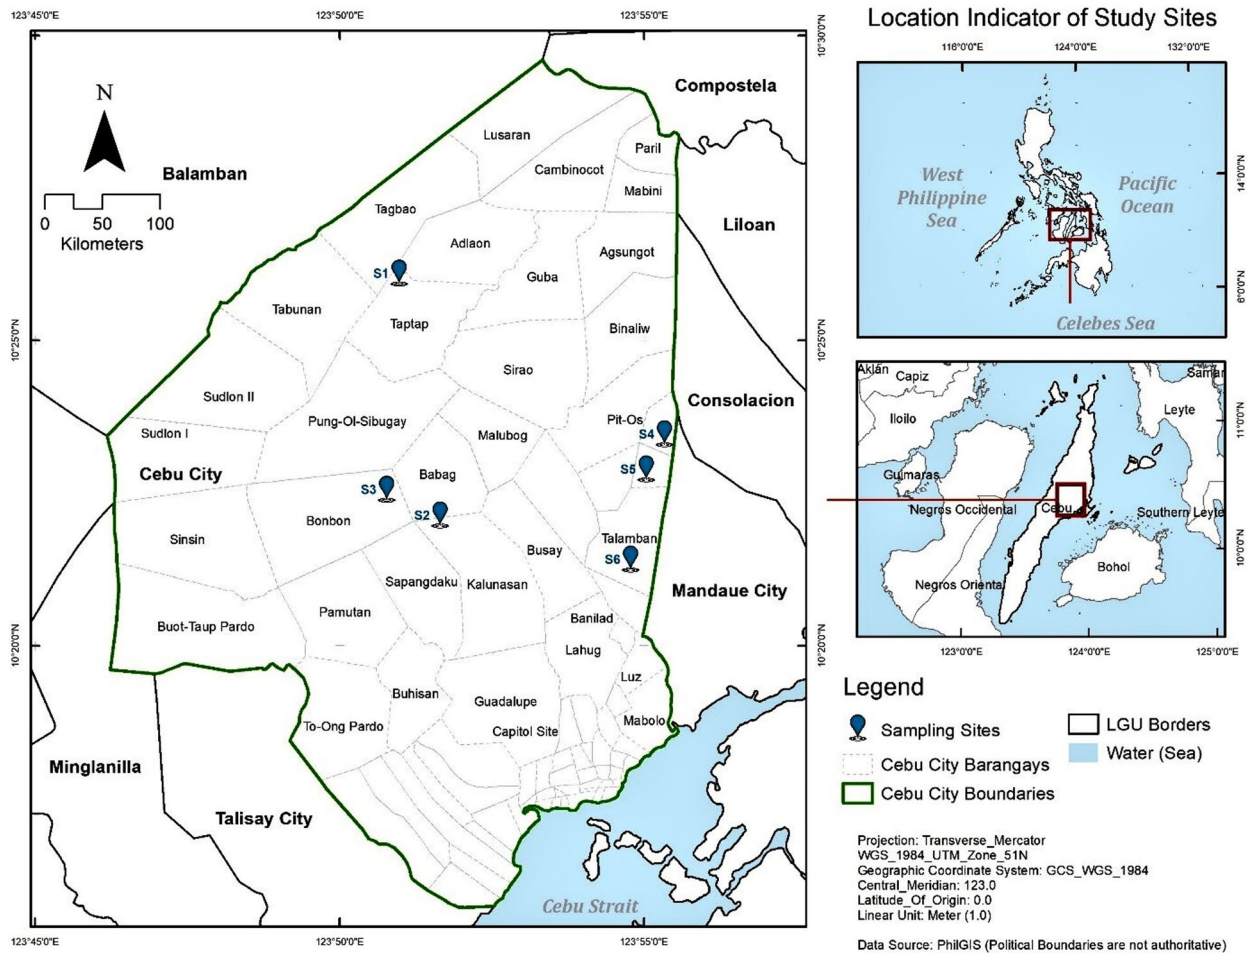 Location Indicator of Study Sites
123°45'0"E
123°50'0"E
123°55'0"E
10°30'0"N
10°25'0"N
10°20'0"N
N
0 50 100
Kilometers
Compostela
Balamban
Liloan
Consolacion
Cebu City
Mandaue City
Minglanilla
Talisay City
Cebu Strait
Lusaran
Paril
Cambinocot
Mabini
Tagbao
Adlaon
Agsungot
S1
Guba
Tabunan
Taptap
Binaliw
Sirao
Sudlon II
Pung-Ol-Sibugay
Pit-Os
Sudlon I
Malubog
S4
Babag
S5
S3
Bonbon
S2
Sinsin
Talamban
Busay
S6
Sapangdaku
Kalunasan
Pamutan
Banilad
Buot-Taup Pardo
Lahug
Luz
Buhisan
Guadalupe
To-Ong Pardo
Capitol Site
Mabolo
10°25'0"N
10°20'0"N
123°45'0"E
123°50'0"E
123°55'0"E
116°0'0"E
124°0'0"E
132°0'0"E
14°0'0"N
6°0'0"N
West
Philippine
Sea
Pacific
Ocean
Celebes Sea
Aklan
Capiz
Samar
Iloilo
Leyte
Guimaras
Negros Occidental
Cebu
Southern Leyte
Bohol
Negros Oriental
11°0'0"N
10°0'0"N
123°0'0"E
124°0'0"E
125°0'0"E
Legend
Sampling Sites
Cebu City Barangays
Cebu City Boundaries
LGU Borders
Water (Sea)
Projection: Transverse_Mercator
WGS_1984_UTM_Zone_51N
Geographic Coordinate System: GCS_WGS_1984
Central_Meridian: 123.0
Latitude_Of_Origin: 0.0
Linear Unit: Meter (1.0)
Data Source: PhilGIS (Political Boundaries are not authoritative)